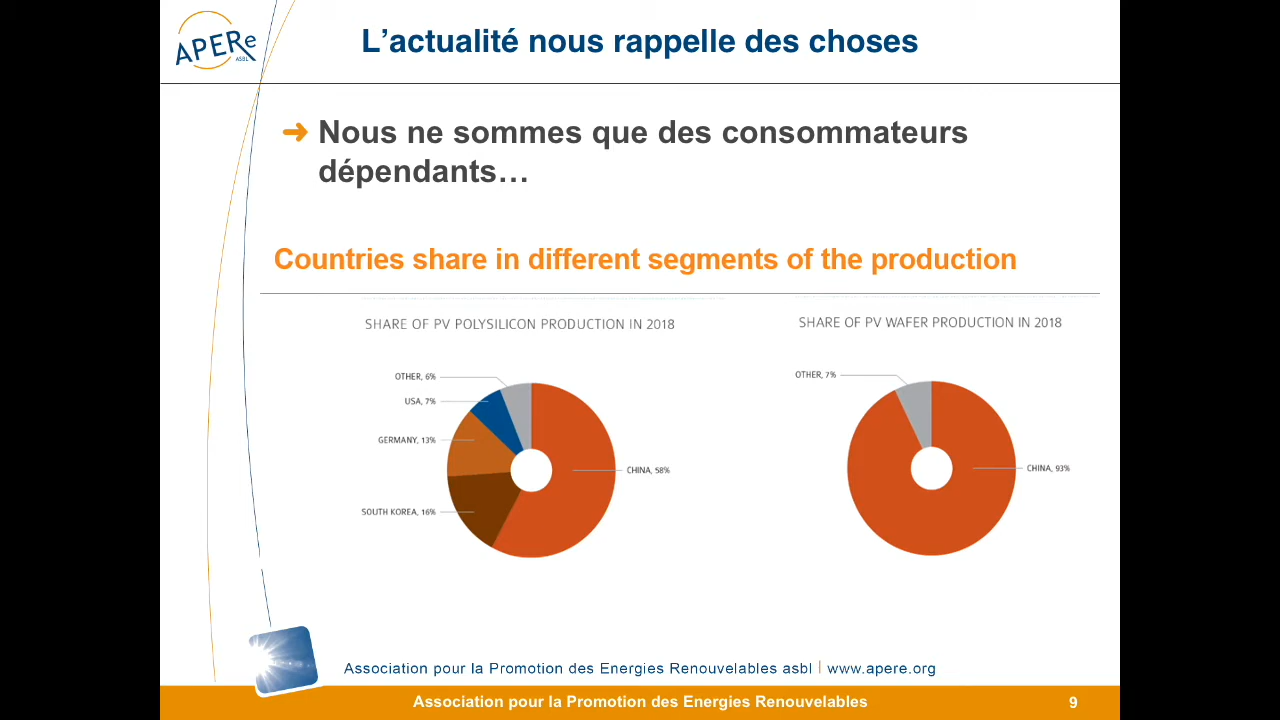 APERe
ASBL
L’actualité nous rappelle des choses
➜ Nous ne sommes que des consommateurs
dépendants…
Countries share in different segments of the production
SHARE OF PV POLYSILICON PRODUCTION IN 2018
OTHER, 6%
USA, 7%
GERMANY, 13%
CHINA, 58%
SOUTH KOREA, 16%
SHARE OF PV WAFER PRODUCTION IN 2018
OTHER, 7%
CHINA, 93%
Association pour la Promotion des Energies Renouvelables asbl | www.apere.org
Association pour la Promotion des Energies Renouvelables
9